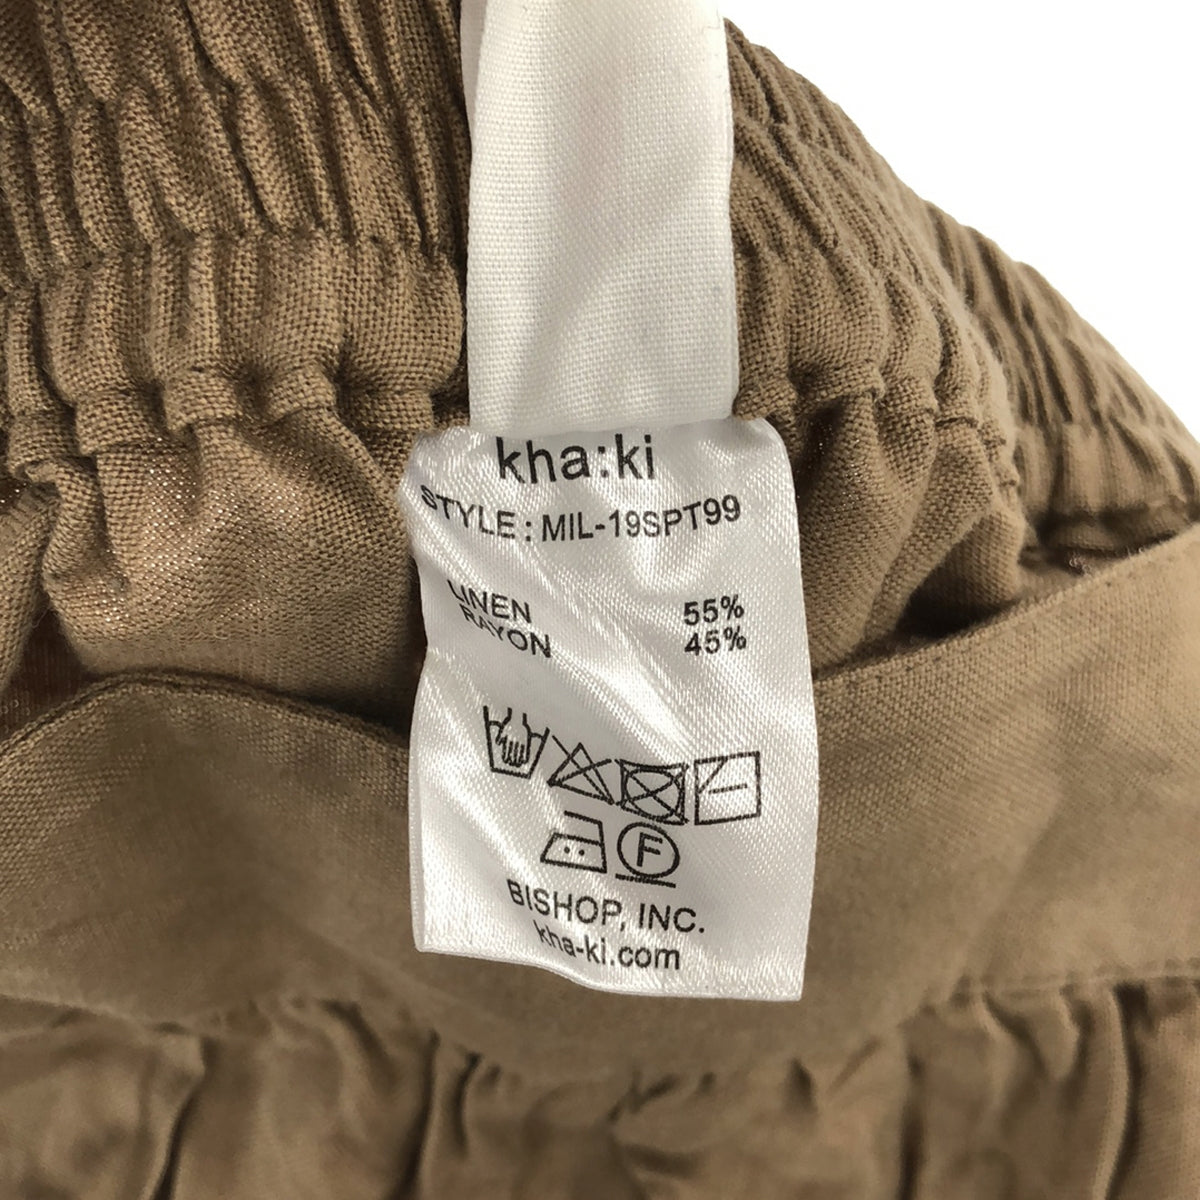 kha:ki
STYLE : MIL-19SPT99
LINEN 55%
RAYON 45%
F
BISHOP, INC.
kha-ki.com